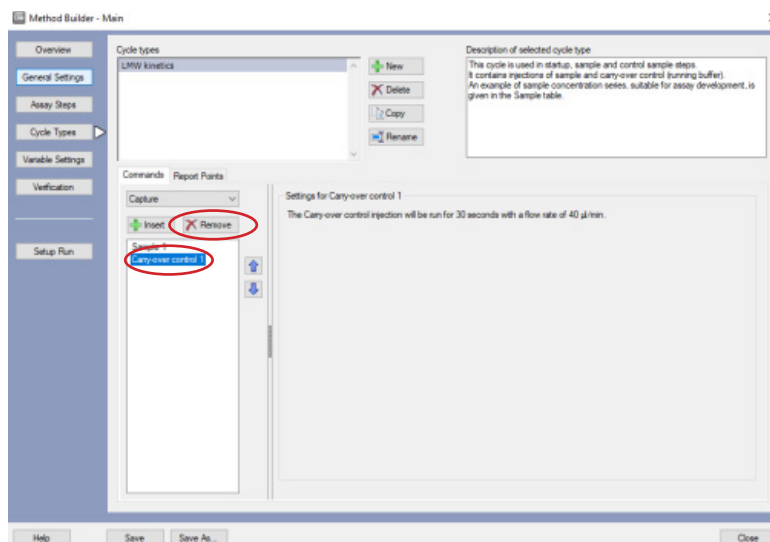 Method Builder - Main
Overview
General Settings
Assay Steps
Cycle Types
Variable Settings
Verification
Setup Run
Cycle types
LMW kinetics
New
Delete
Copy
Rename
Description of selected cycle type
This cycle is used in startup, sample and control sample steps.
It contains injections of sample and carry-over control (running buffer).
An example of sample concentration series, suitable for assay development, is
given in the Sample table.
Commands
Report Points
Capture
Insert
Remove
Sample 1
Carry-over control 1
Settings for Carry-over control 1
The Carry-over control injection will be run for 30 seconds with a flow rate of 40 µl/min.
Help
Save
Save As...
Close